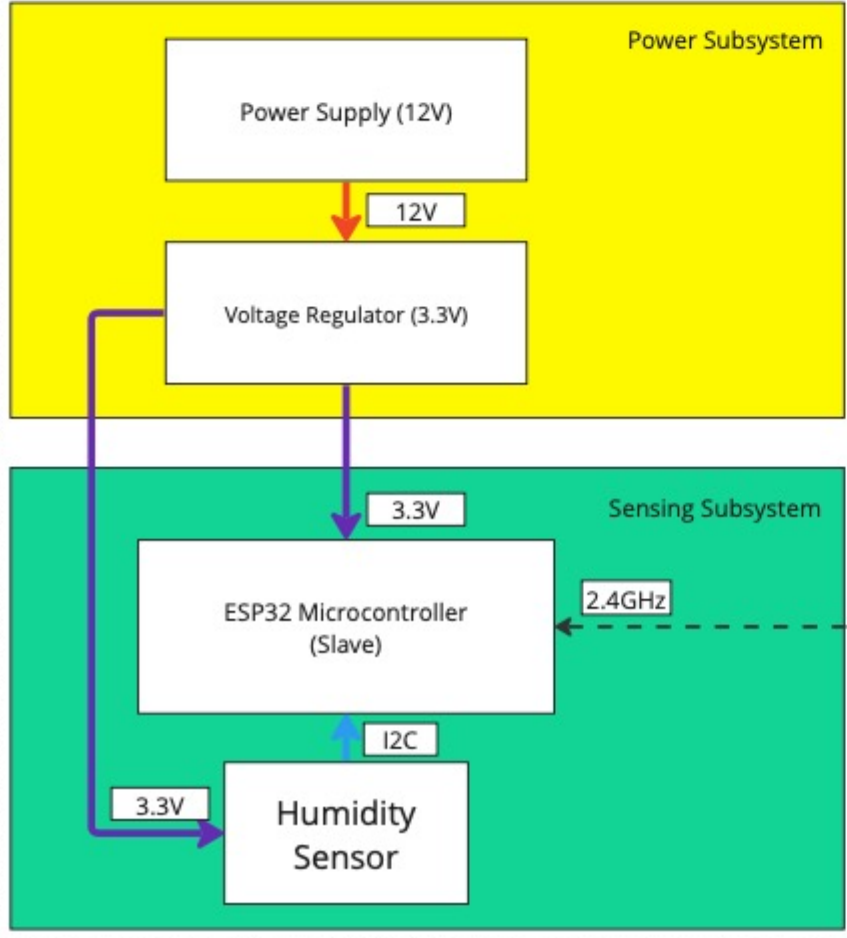 Power Subsystem
Power Supply (12V)
12V
Voltage Regulator (3.3V)
3.3V
Sensing Subsystem
2.4GHz
ESP32 Microcontroller
(Slave)
I2C
3.3V
Humidity
Sensor